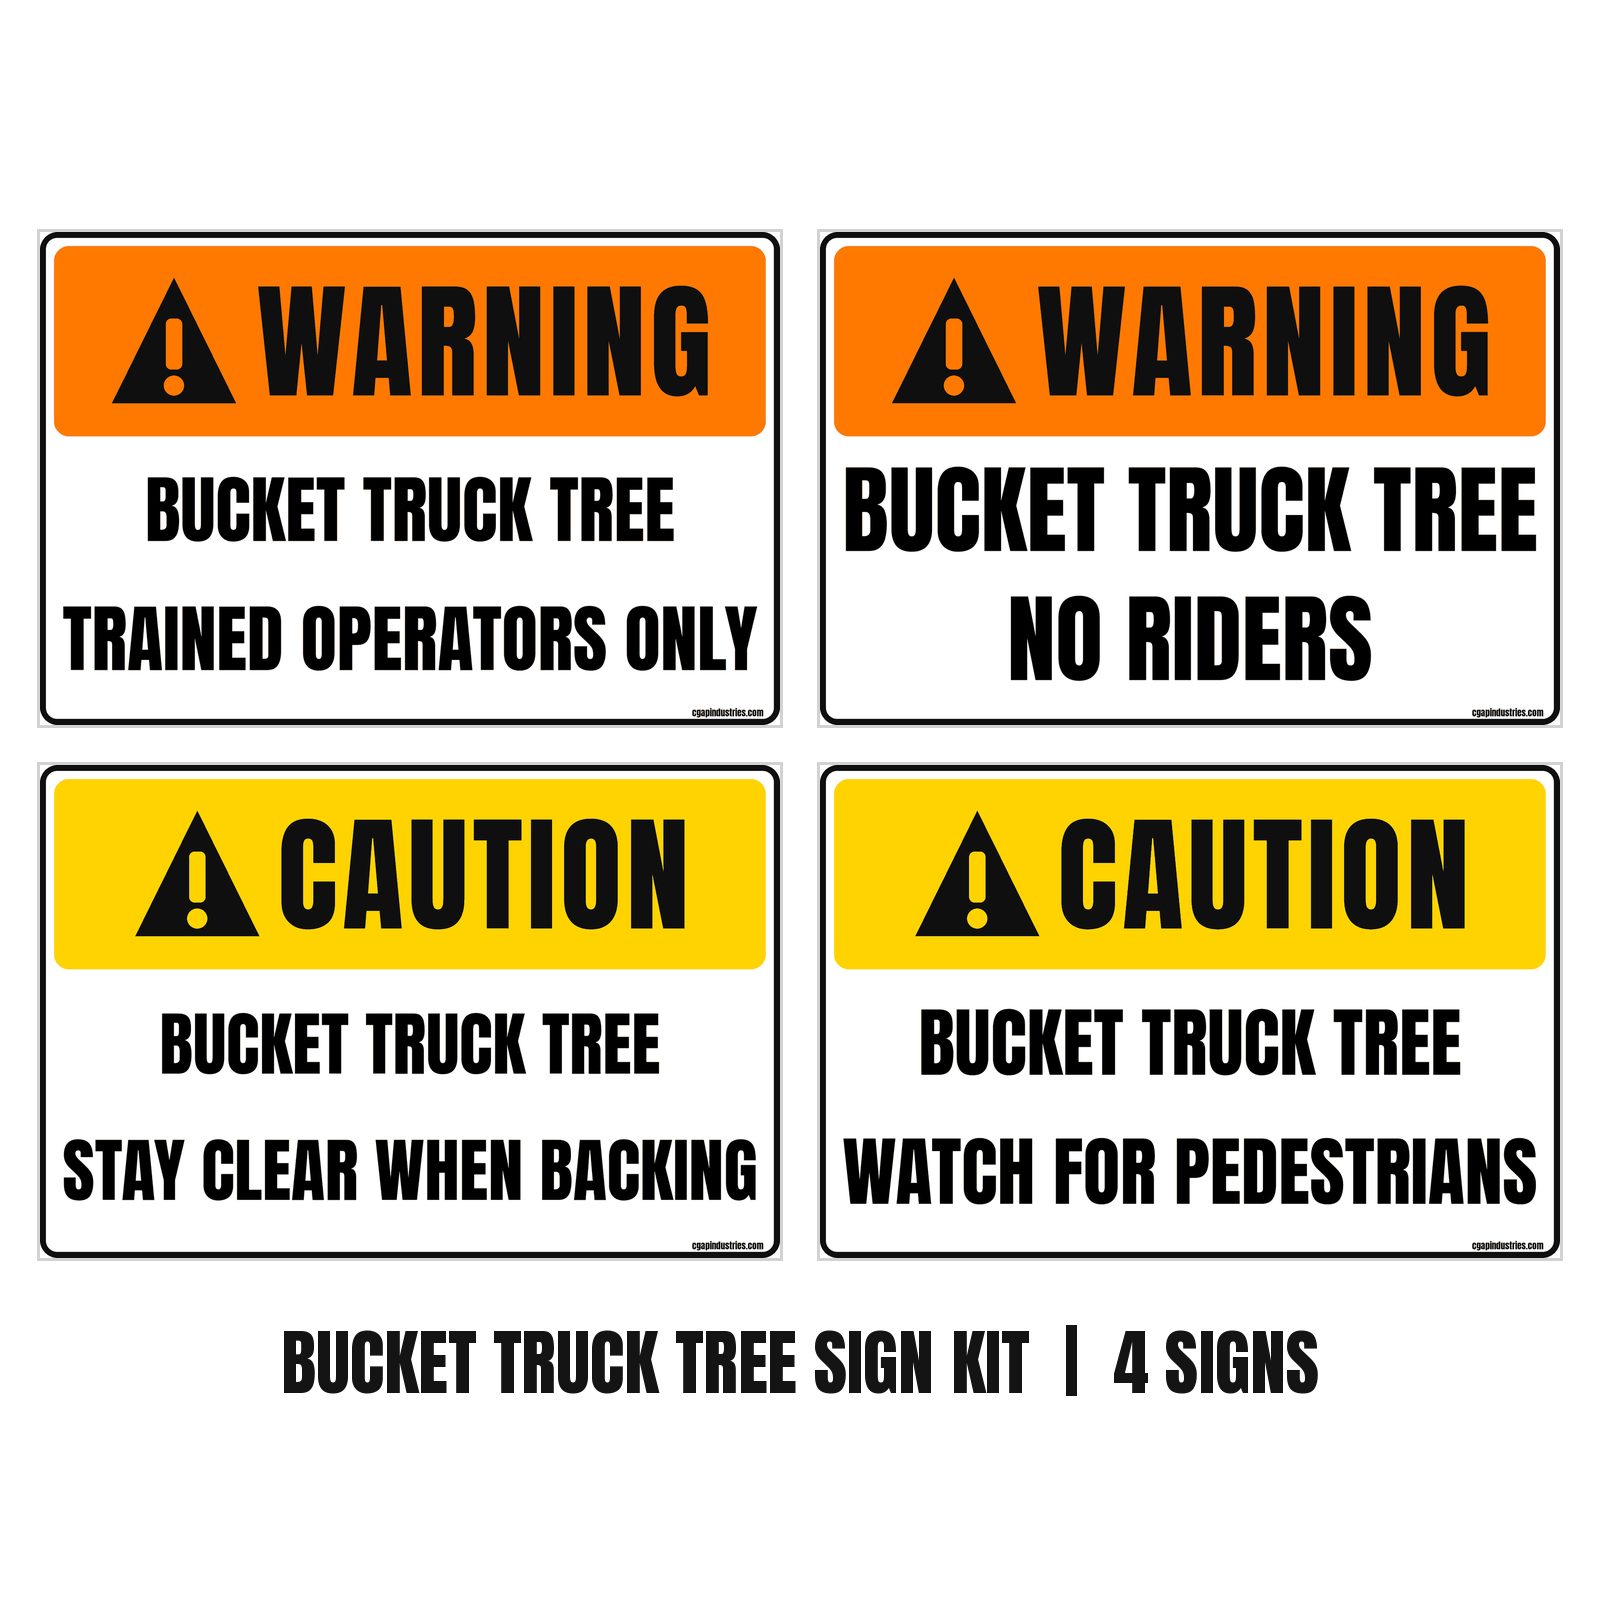 WARNING
BUCKET TRUCK TREE
TRAINED OPERATORS ONLY
cgapindustries.com
WARNING
BUCKET TRUCK TREE
NO RIDERS
cgapindustries.com
CAUTION
BUCKET TRUCK TREE
STAY CLEAR WHEN BACKING
cgapindustries.com
CAUTION
BUCKET TRUCK TREE
WATCH FOR PEDESTRIANS
cgapindustries.com
BUCKET TRUCK TREE SIGN KIT | 4 SIGNS